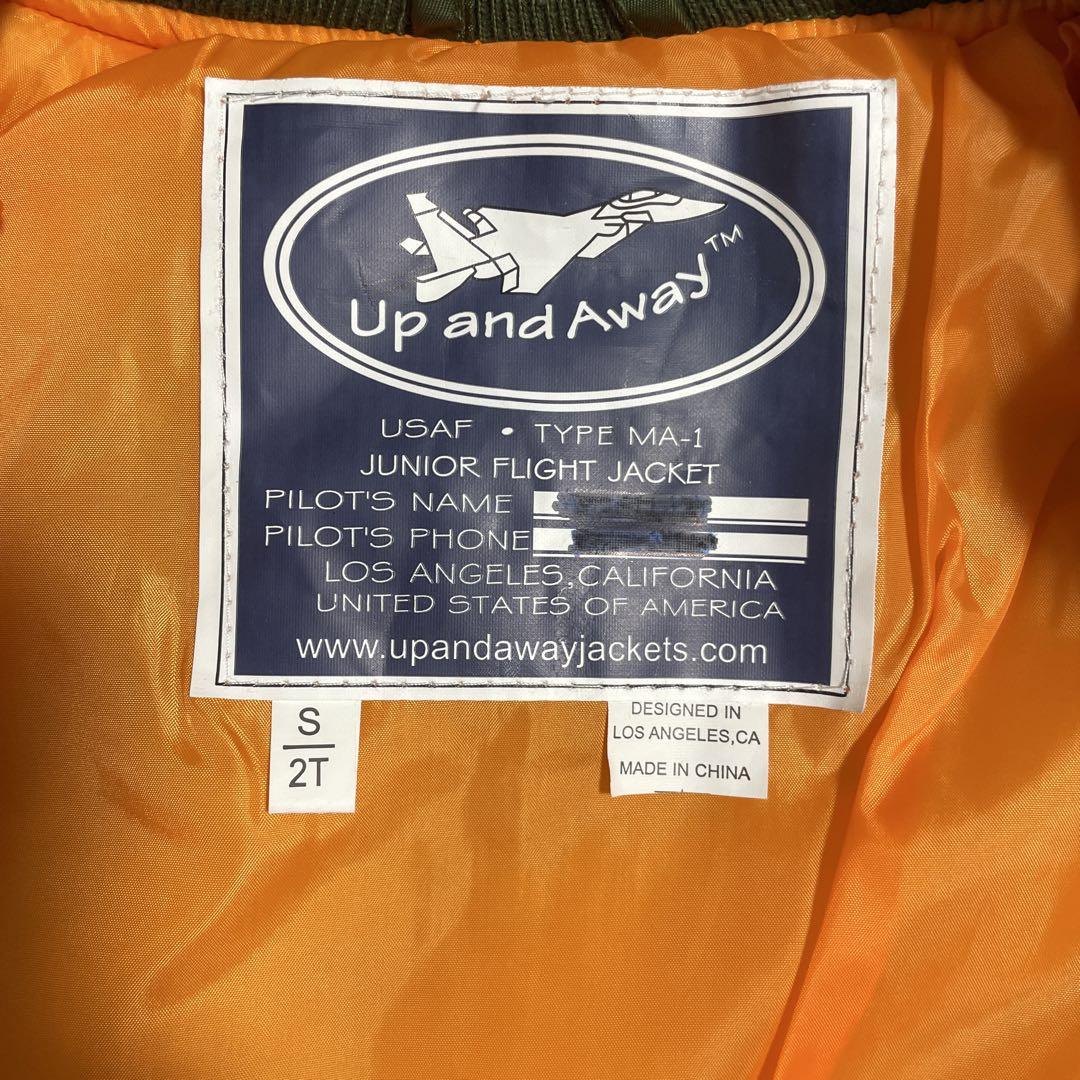 Up and Away™
USAF • TYPE MA-1
JUNIOR FLIGHT JACKET
PILOT'S NAME
PILOT'S PHONE
LOS ANGELES,CALIFORNIA
UNITED STATES OF AMERICA
www.upandawayjackets.com
S
2T
DESIGNED IN
LOS ANGELES,CA
MADE IN CHINA